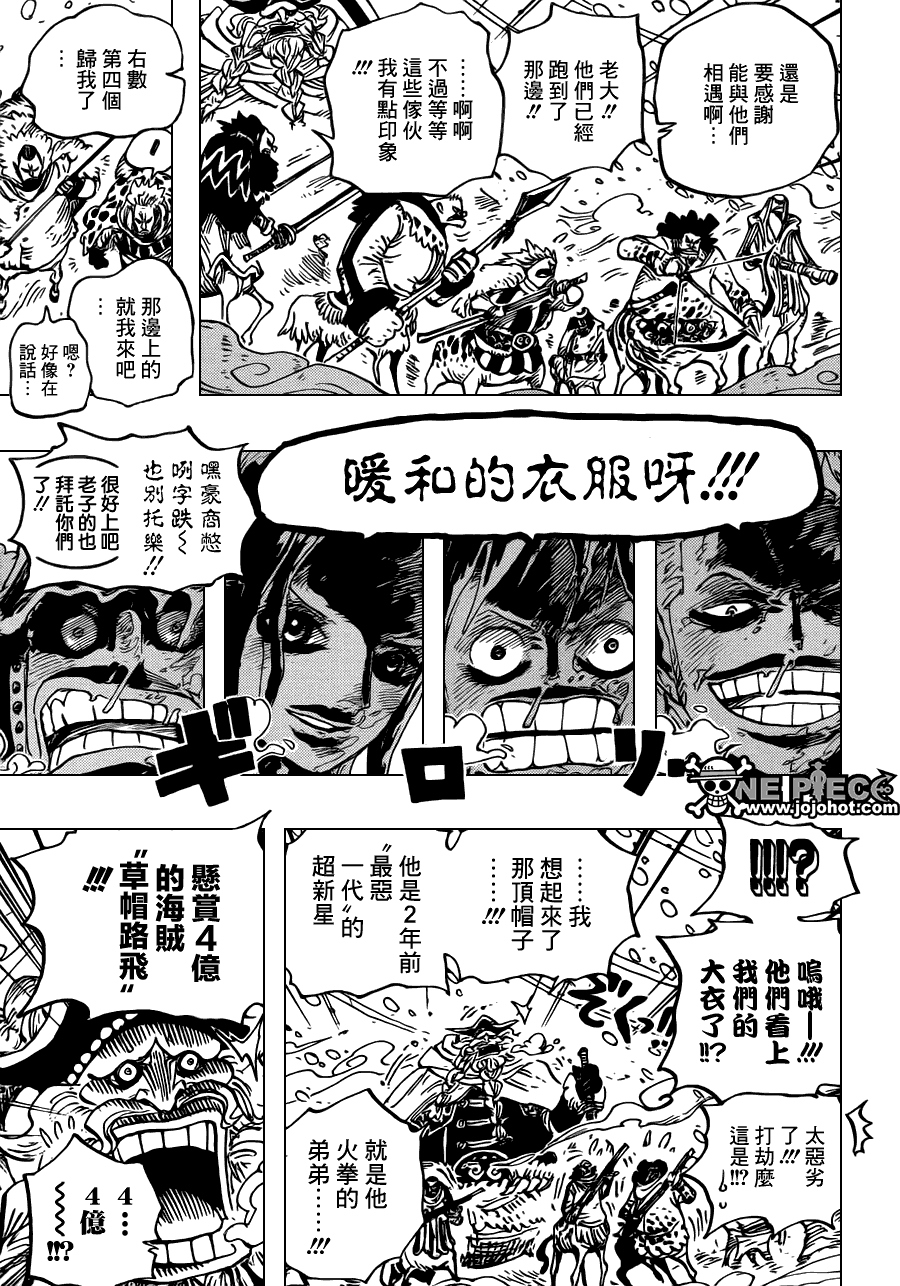 還是
要感謝
能與他們
相遇啊…
老大!!
他們已經
跑到了
那邊!!
……啊啊
不過等等
這些傢伙
我有點印象
!!!
右數
第四個
歸我了
…
那邊上的
就我來吧
嗯?
好像在
說話…
暖和的衣服呀!!!
嘿豪商憋
咧字跌〜
也別托樂!!
很好上吧
老子的也
拜託你們
了!!
ギロリ
ONE PIECE
www.jojohot.com
!!!?
嗚哦—!!!
他們看上
我們的
大衣了!!?
太惡劣
了!!!
打劫麼
這是!!?
……我
想起來了
那頂帽子
……!!!
他是2年前
〝最惡
一代〞的
超新星
ぞくっ!!
就是他
火拳的
弟弟……
!!!
懸賞4億
的海賊
〝草帽路飛〞
!!!
4…
4億
〜〜!!?